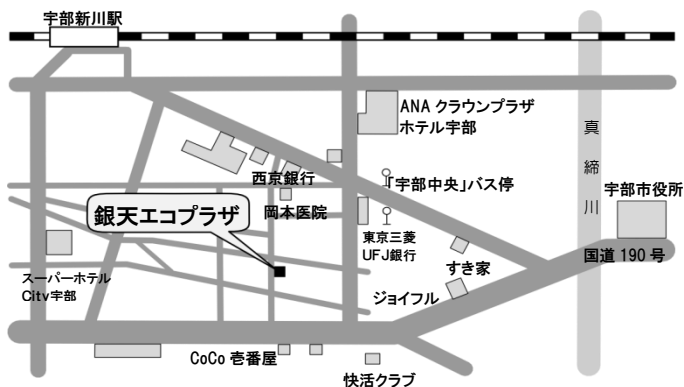 宇部新川駅
ANA クラウンプラザ
ホテル宇部
真締川
西京銀行
「宇部中央」バス停
宇部市役所
岡本医院
銀天エコプラザ
東京三菱
UFJ銀行
国道 190 号
すき家
スーパーホテル
City宇部
ジョイフル
CoCo 壱番屋
快活クラブ